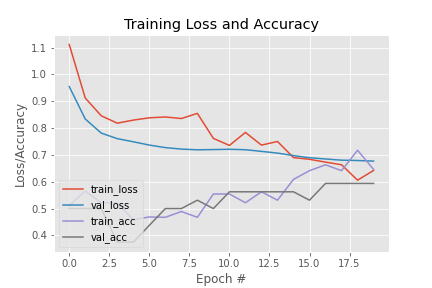 Training Loss and Accuracy
Loss/Accuracy
1.1
1.0
0.9
0.8
0.7
0.6
0.5
0.4
train_loss
val_loss
train_acc
val_acc
0.0 2.5 5.0 7.5 10.0 12.5 15.0 17.5
Epoch #